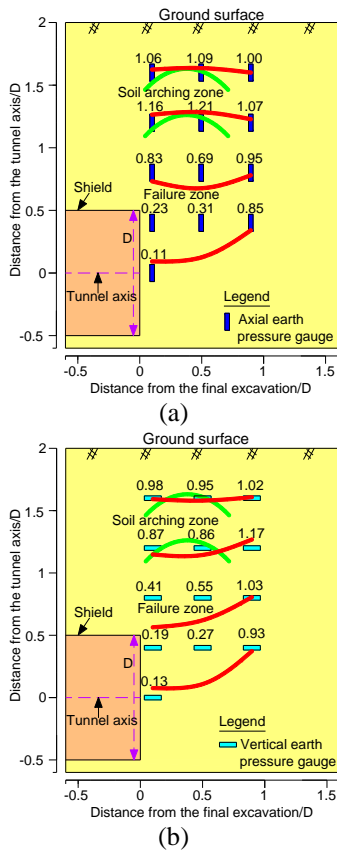 Ground surface
2
1.06 1.09 1.00
1.5
Soil arching zone
1.16 1.21 1.07
1
0.83 0.69 0.95
Shield
Failure zone
0.5
0.23 0.31 0.85
D
0.11
0
Tunnel axis
Legend
Axial earth
pressure gauge
-0.5
-0.5 0 0.5 1 1.5
Distance from the tunnel axis/D
Distance from the final excavation/D
(a)
Ground surface
2
0.98 0.95 1.02
1.5
Soil arching zone
0.87 0.86 1.17
1
0.41 0.55 1.03
Shield
Failure zone
0.5
0.19 0.27 0.93
D
0.13
0
Tunnel axis
Legend
Vertical earth
pressure gauge
-0.5
-0.5 0 0.5 1 1.5
Distance from the tunnel axis/D
Distance from the final excavation/D
(b)